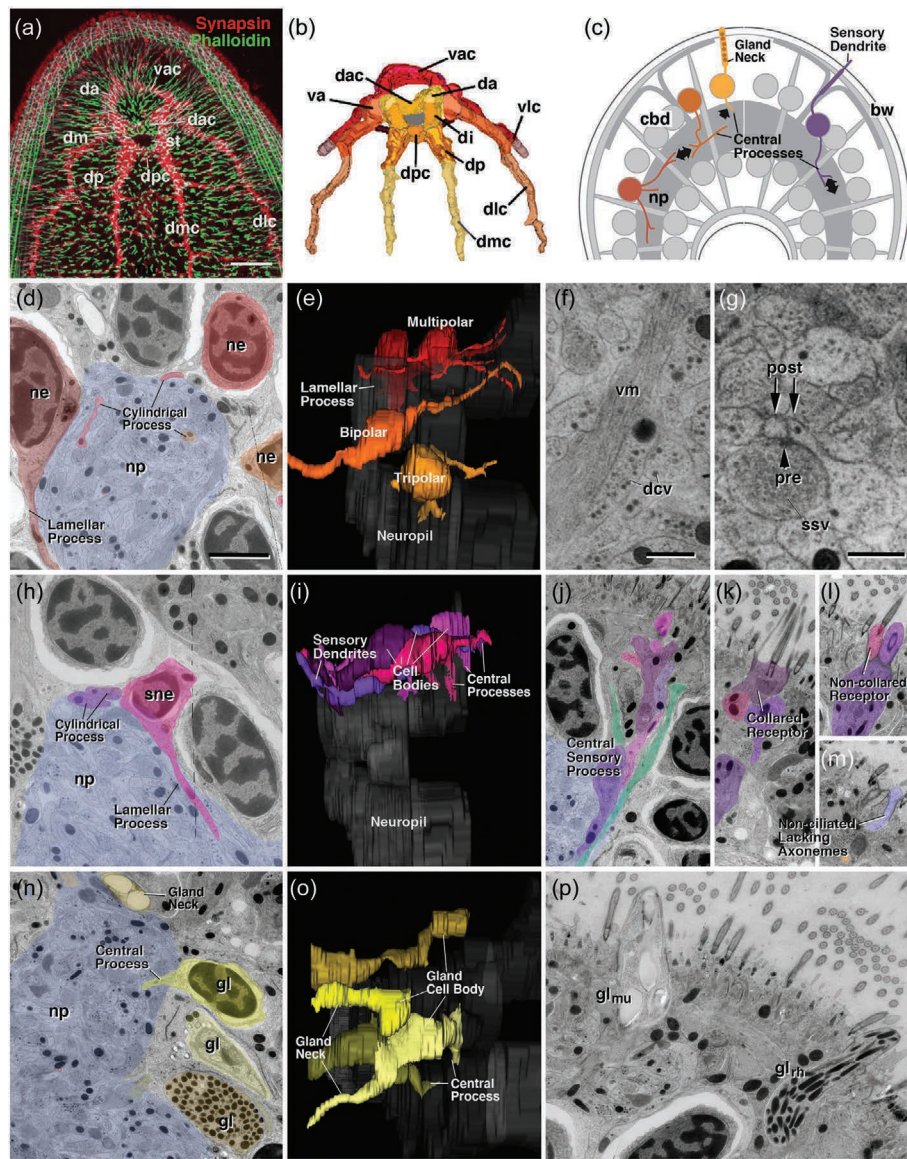 (a)
Synapsin
Phalloidin
vac
da
dac
dm
st
dp
dpc
dmc
dlc
(b)
vac
dac
da
va
vlc
di
dp
dpc
dlc
dmc
(c)
Sensory
Dendrite
Gland
Neck
bw
cbd
Central
Processes
np
(d)
ne
ne
Cylindrical
Process
ne
np
Lamellar
Process
(e)
Multipolar
Lamellar
Process
Bipolar
Tripolar
Neuropil
(f)
vm
dcv
(g)
post
pre
ssv
(h)
sne
Cylindrical
Process
np
Lamellar
Process
(i)
Sensory
Dendrites
Cell
Bodies
Central
Processes
Neuropil
(j)
Central
Sensory
Process
(k)
Collared
Receptor
(l)
Non-collared
Receptor
(m)
Non-ciliated
Lacking
Axonemes
(n)
Gland
Neck
Central
Process
gl
np
gl
gl
(o)
Gland
Cell Body
Gland
Neck
Central
Process
(p)
gl mu
gl rh